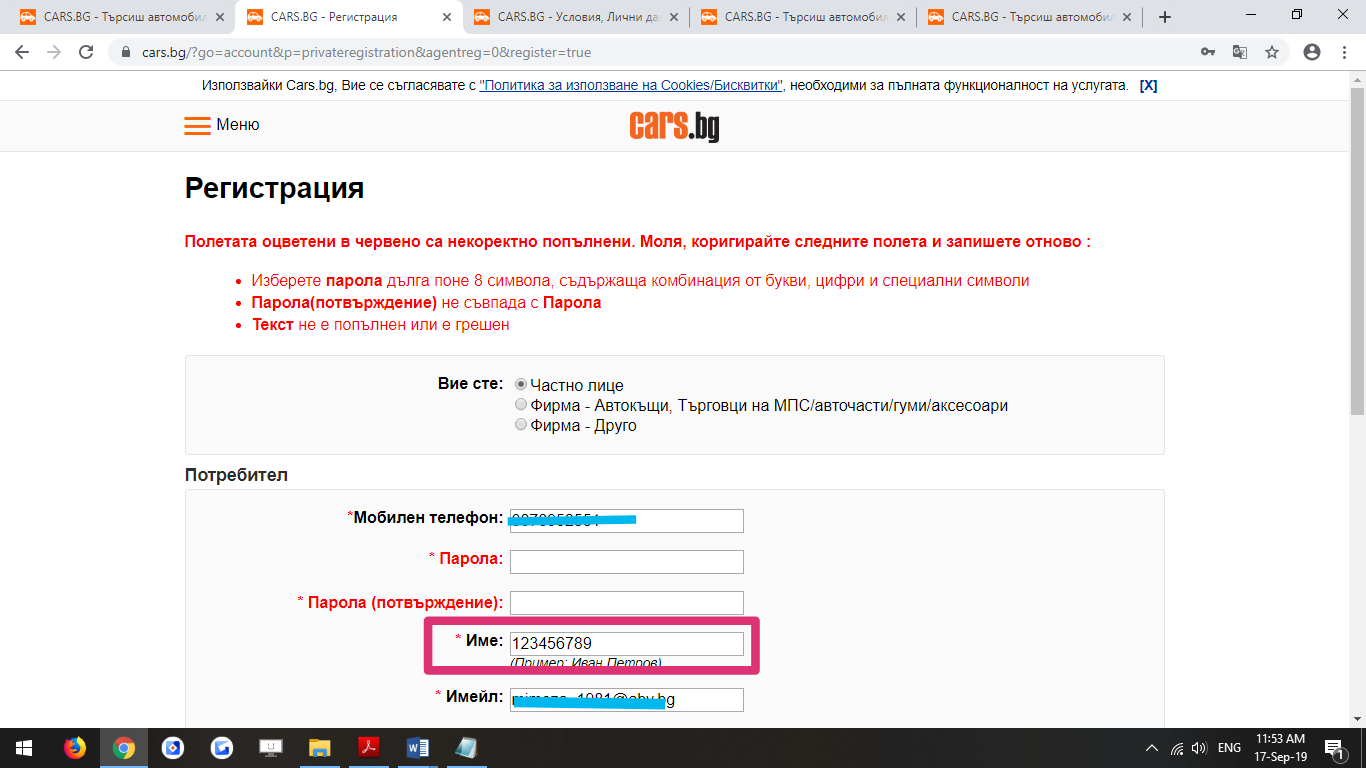 CARS.BG - Търсиш автомобил
CARS.BG - Регистрация
CARS.BG - Условия, Лични да
CARS.BG - Търсиш автомобил
CARS.BG - Търсиш автомобил
cars.bg/?go=account&p=privateregistration&agentreg=0&register=true
Използвайки Cars.bg, Вие се съгласявате с "Политика за използване на Cookies/Бисквитки", необходими за пълната функционалност на услугата. [X]
Меню
cars.bg
Регистрация
Полетата оцветени в червено са некоректно попълнени. Моля, коригирайте следните полета и запишете отново :
Изберете парола дълга поне 8 символа, съдържаща комбинация от букви, цифри и специални символи
Парола(потвърждение) не съвпада с Парола
Текст не е попълнен или е грешен
Вие сте:
Частно лице
Фирма - Автокъщи, Търговци на МПС/авточасти/гуми/аксесоари
Фирма - Друго
Потребител
*Мобилен телефон:
* Парола:
* Парола (потвърждение):
* Име: 123456789
(Пример: Иван Петров)
* Имейл:
ENG
11:53 AM
17-Sep-19
1